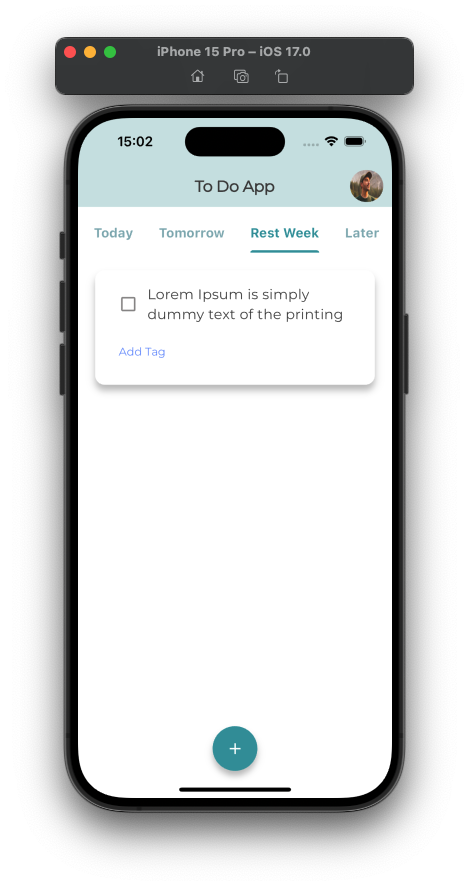 iPhone 15 Pro – iOS 17.0
15:02
To Do App
Today Tomorrow Rest Week Later
Lorem Ipsum is simply
dummy text of the printing
Add Tag
+